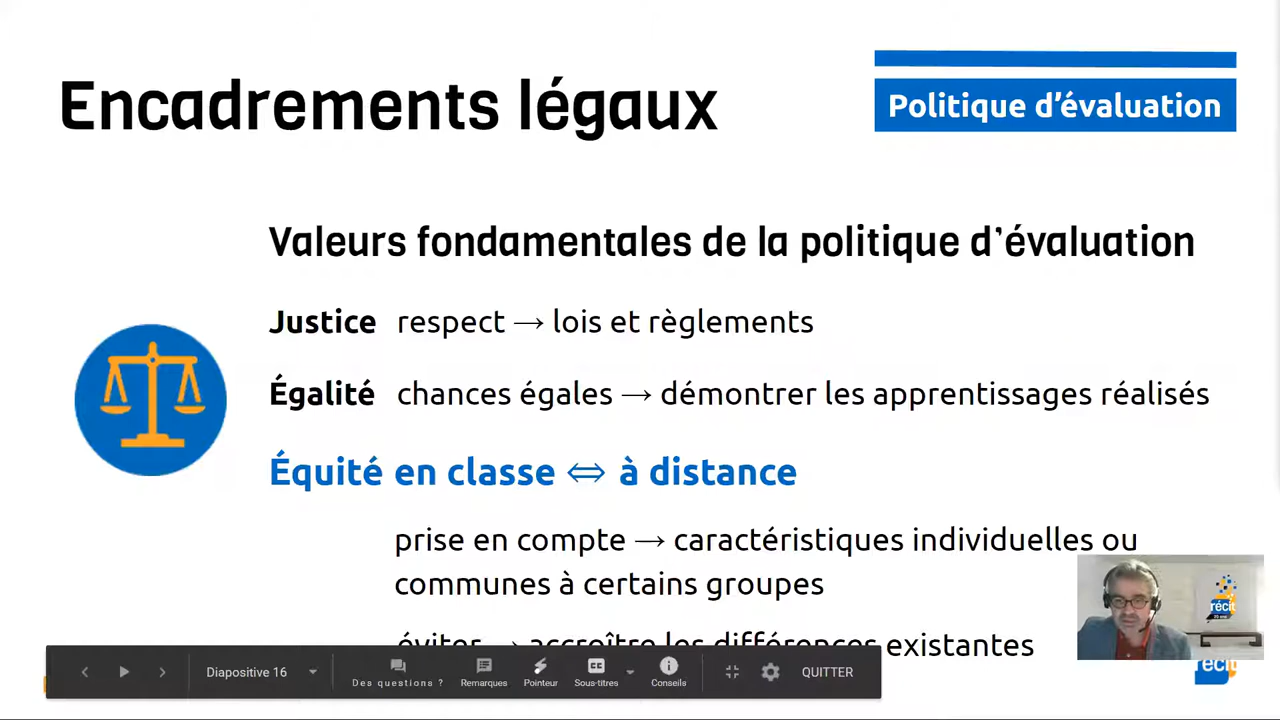 Encadrements légaux
Politique d'évaluation
Valeurs fondamentales de la politique d'évaluation
Justice respect → lois et règlements
Égalité chances égales → démontrer les apprentissages réalisés
Équité en classe ⇔ à distance
prise en compte → caractéristiques individuelles ou
communes à certains groupes
éviter → accroître les différences existantes
récit
Diapositive 16
Des questions ?
Remarques
Pointeur
Sous-titres
Conseils
QUITTER
récit